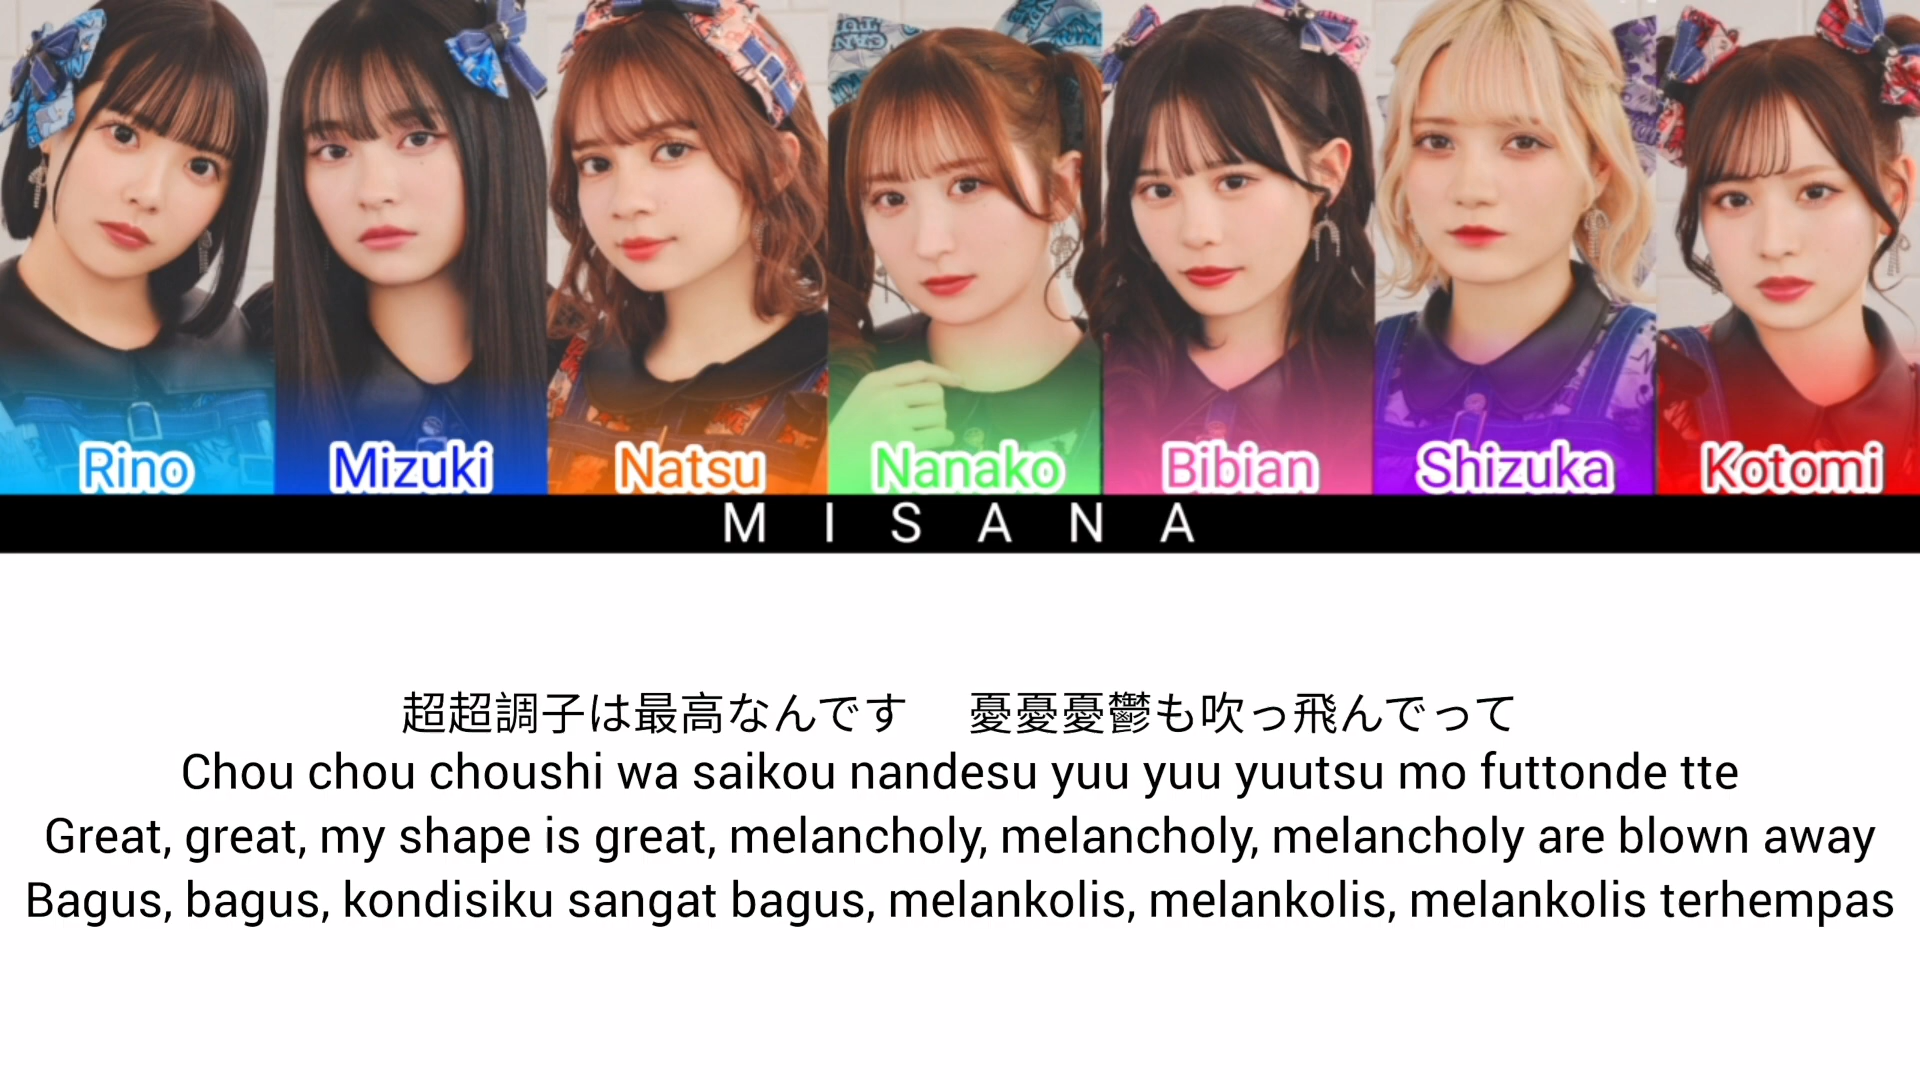 Rino Mizuki Natsu Nanako Bibian Shizuka Kotomi
MISANA
超超調子は最高なんです 憂憂憂鬱も吹っ飛んでって
Chou chou choushi wa saikou nandesu yuu yuu yuutsu mo futtonde tte
Great, great, my shape is great, melancholy, melancholy, melancholy are blown away
Bagus, bagus, kondisiku sangat bagus, melankolis, melankolis, melankolis terhempas